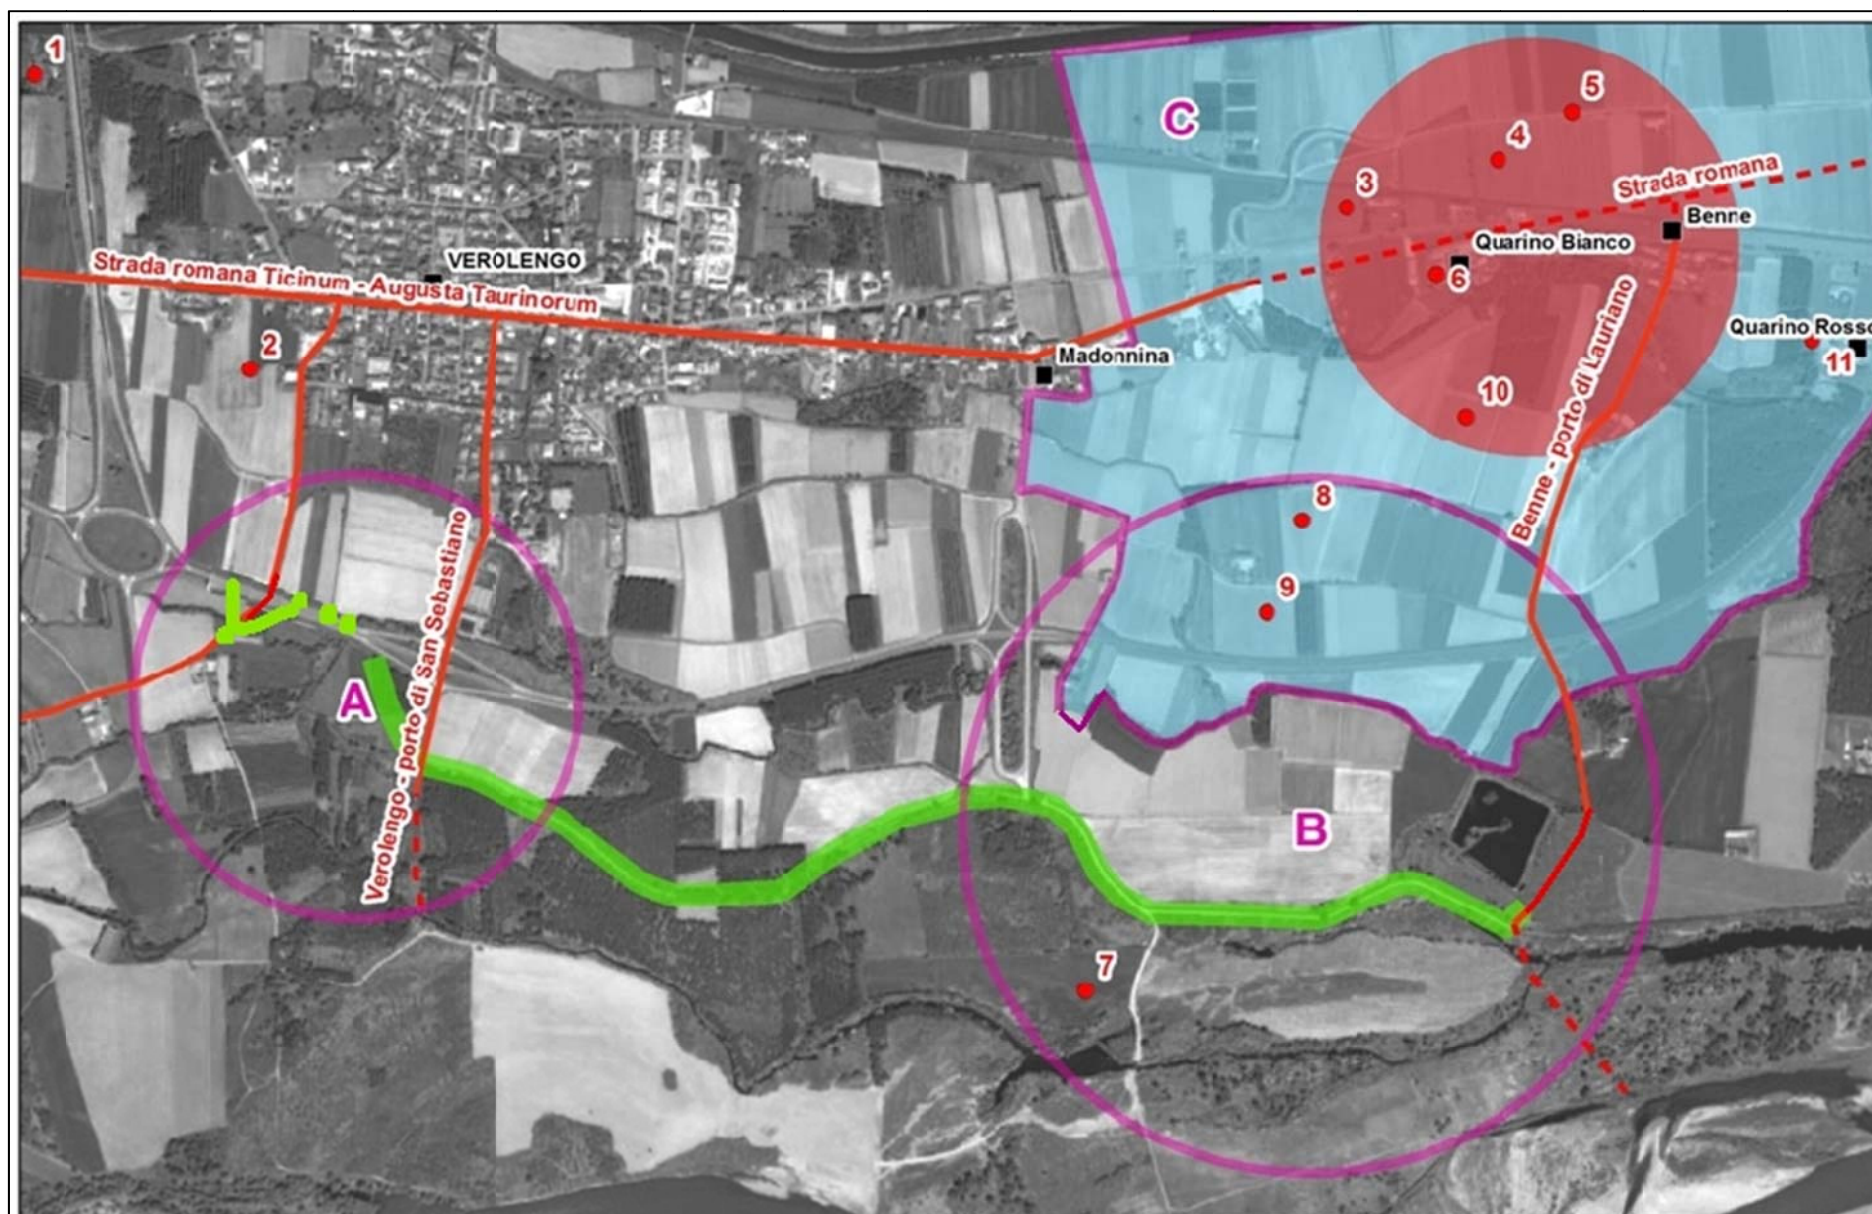 1
C
5
4
3
Strada romana
Benne
Quarino Bianco
6
VEROLENGO
Strada romana Ticinum - Augusta Taurinorum
2
Madonnina
Quarino Rosso
11
10
Benne - porto di Lauriano
8
9
Verolengo - porto di san Sebastiano
A
B
7